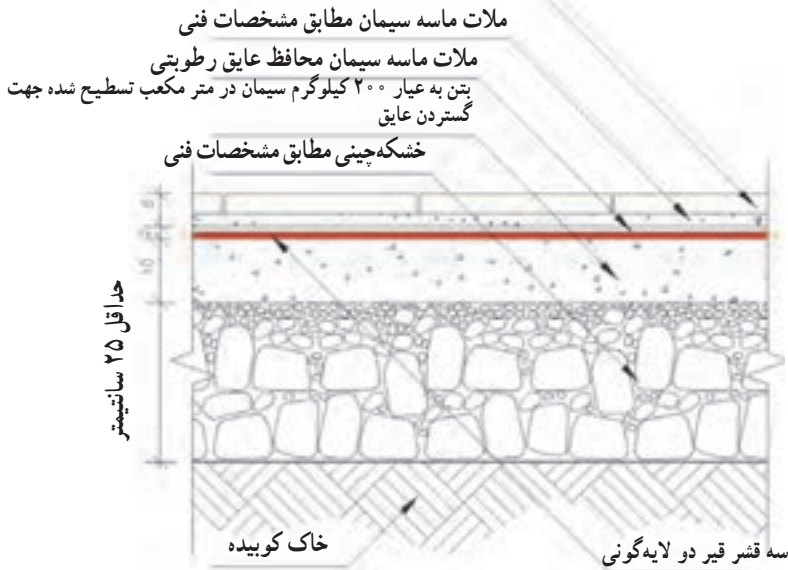 ملات ماسه سیمان مطابق مشخصات فنی
ملات ماسه سیمان محافظ عایق رطوبتی
بتن به عیار ۲۰۰ کیلوگرم سیمان در متر مکعب تسطیح شده جهت
گستردن عایق
خشکه‌چینی مطابق مشخصات فنی
حداقل ۲۵ سانتیمتر
خاک کوبیده
سه قشر قیر دو لایه‌گونی